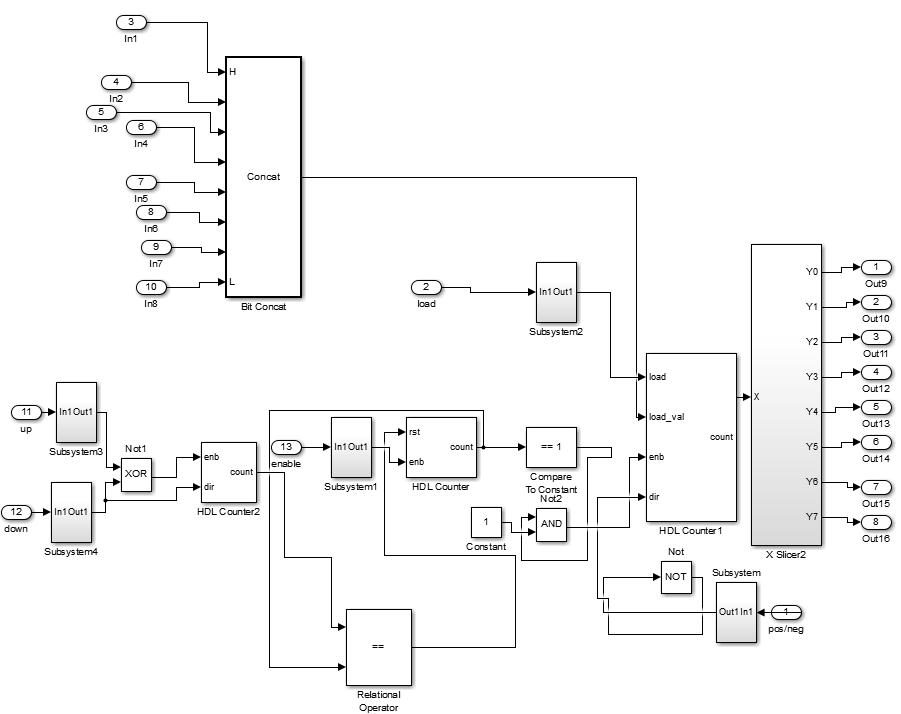 3
In1
4
In2
5
In3
6
In4
7
In5
8
In6
9
In7
10
In8
H
Concat
L
Bit Concat
2
load
In1 Out1
Subsystem2
load
load_val
enb
dir
count
HDL Counter1
X
Y0
Y1
Y2
Y3
Y4
Y5
Y6
Y7
X Slicer2
1
Out9
2
Out10
3
Out11
4
Out12
5
Out13
6
Out14
7
Out15
8
Out16
11
up
In1 Out1
Subsystem3
12
down
In1 Out1
Subsystem4
Not1
XOR
enb
dir
count
HDL Counter2
13
enable
In1 Out1
Subsystem1
rst
enb
count
HDL Counter
== 1
Compare
To Constant
Not2
AND
1
Constant
Not
NOT
Subsystem
Out1 In1
1
pos/neg
==
Relational
Operator